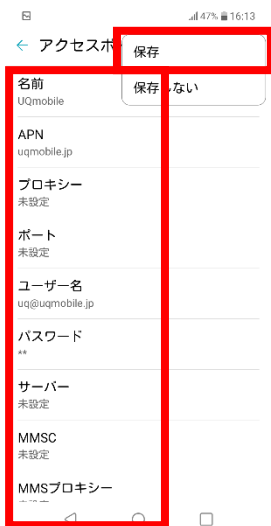 47% 16:13
← アクセスポ
保存
保存しない
名前
UQmobile
APN
uqmobile.jp
プロキシー
未設定
ポート
未設定
ユーザー名
uq@uqmobile.jp
パスワード
**
サーバー
未設定
MMSC
未設定
MMSプロキシー